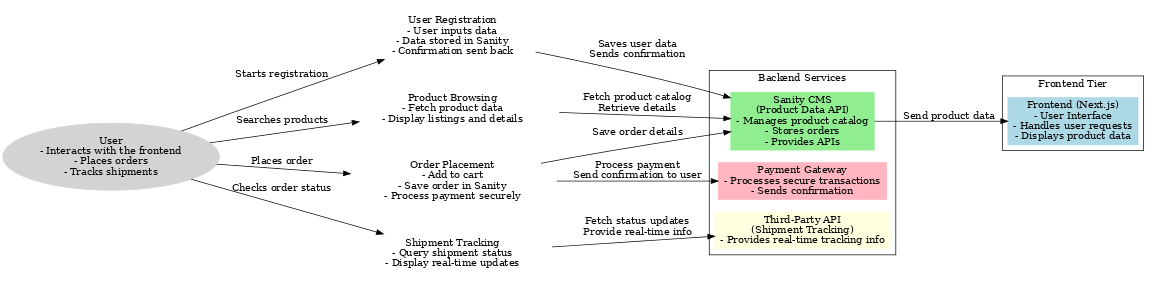 User
- Interacts with the frontend
- Places orders
- Tracks shipments
Starts registration
Searches products
Places order
Checks order status
User Registration
- User inputs data
- Data stored in Sanity
- Confirmation sent back
Product Browsing
- Fetch product data
- Display listings and details
Order Placement
- Add to cart
- Save order in Sanity
- Process payment securely
Shipment Tracking
- Query shipment status
- Display real-time updates
Saves user data
Sends confirmation
Fetch product catalog
Retrieve details
Save order details
Process payment
Send confirmation to user
Fetch status updates
Provide real-time info
Backend Services
Sanity CMS
(Product Data API)
- Manages product catalog
- Stores orders
- Provides APIs
Payment Gateway
- Processes secure transactions
- Sends confirmation
Third-Party API
(Shipment Tracking)
- Provides real-time tracking info
Send product data
Frontend Tier
Frontend (Next.js)
- User Interface
- Handles user requests
- Displays product data